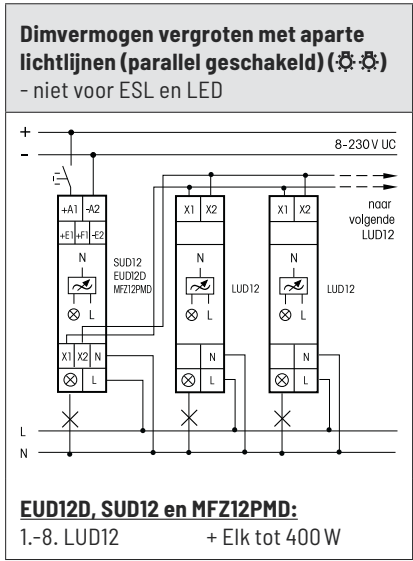 Dimvermogen vergroten met aparte
lichtlijnen (parallel geschakeld) ()
- niet voor ESL en LED
+
8-230 V UC
-
naar
volgende
LUD12
+A1 -A2
X1 X2
X1 X2
+E1 +F1 -E2
N
N
N
SUD12
EUD12D
MFZ12PMD
LUD12
LUD12
L
L
L
X1 X2 N
N
N
L
L
L
L
N
EUD12D, SUD12 en MFZ12PMD:
1.-8. LUD12 + Elk tot 400 W